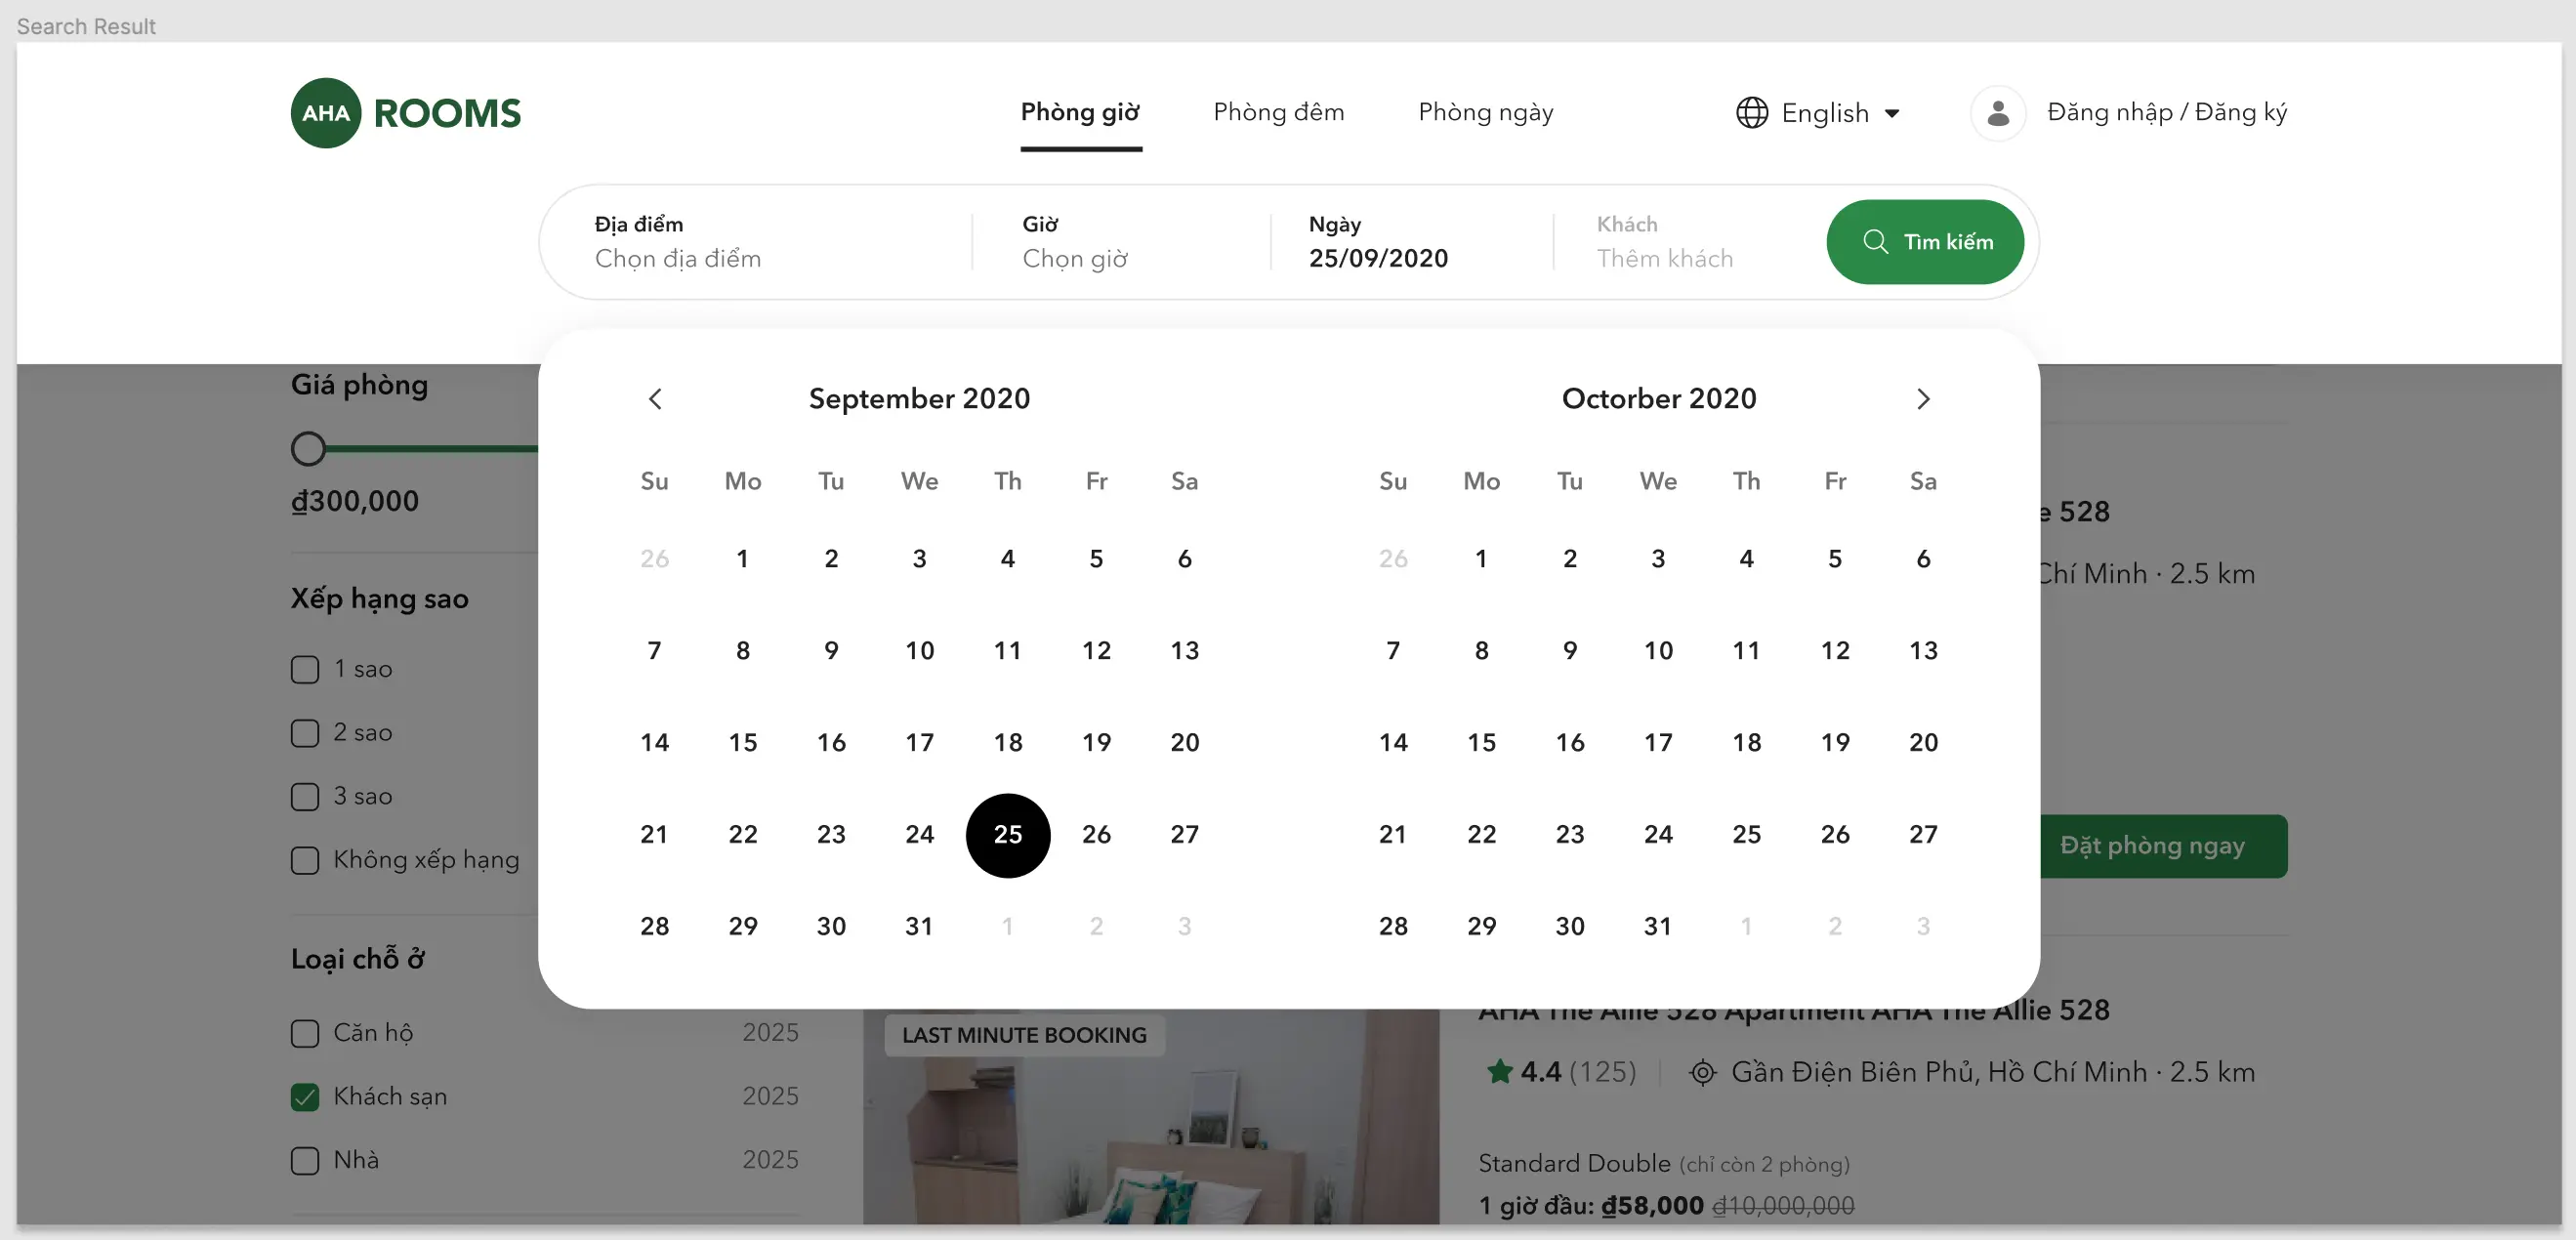 Search Result
AHA ROOMS
Phòng giờ
Phòng đêm
Phòng ngày
English
Đăng nhập / Đăng ký
Địa điểm
Chọn địa điểm
Giờ
Chọn giờ
Ngày
25/09/2020
Khách
Thêm khách
Tìm kiếm
Giá phòng
₫300,000
Xếp hạng sao
1 sao
2 sao
3 sao
Không xếp hạng
Loại chỗ ở
Căn hộ 2025
Khách sạn 2025
Nhà 2025
September 2020
Su Mo Tu We Th Fr Sa
26 1 2 3 4 5 6
7 8 9 10 11 12 13
14 15 16 17 18 19 20
21 22 23 24 25 26 27
28 29 30 31 1 2 3
Octorber 2020
Su Mo Tu We Th Fr Sa
26 1 2 3 4 5 6
7 8 9 10 11 12 13
14 15 16 17 18 19 20
21 22 23 24 25 26 27
28 29 30 31 1 2 3
528
Chí Minh · 2.5 km
Đặt phòng ngay
LAST MINUTE BOOKING
AHA The Allie 528 Apartment AHA The Allie 528
4.4 (125)
Gần Điện Biên Phủ, Hồ Chí Minh · 2.5 km
Standard Double (chỉ còn 2 phòng)
1 giờ đầu: ₫58,000 ₫10,000,000